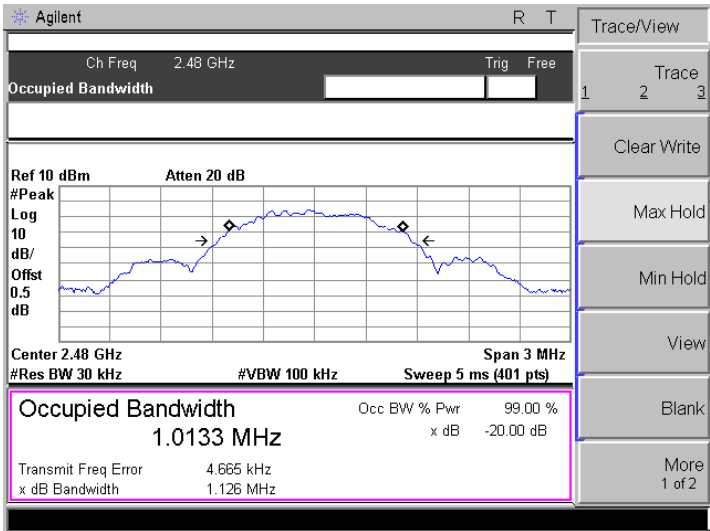 Agilent
R T
Ch Freq 2.48 GHz
Trig Free
Occupied Bandwidth
Ref 10 dBm
Atten 20 dB
#Peak
Log
10
dB/
Offst
0.5
dB
Center 2.48 GHz
Span 3 MHz
#Res BW 30 kHz
#VBW 100 kHz
Sweep 5 ms (401 pts)
Occupied Bandwidth
1.0133 MHz
Occ BW % Pwr 99.00 %
x dB -20.00 dB
Transmit Freq Error 4.665 kHz
x dB Bandwidth 1.126 MHz
Trace/View
Trace
1 2 3
Clear Write
Max Hold
Min Hold
View
Blank
More
1 of 2